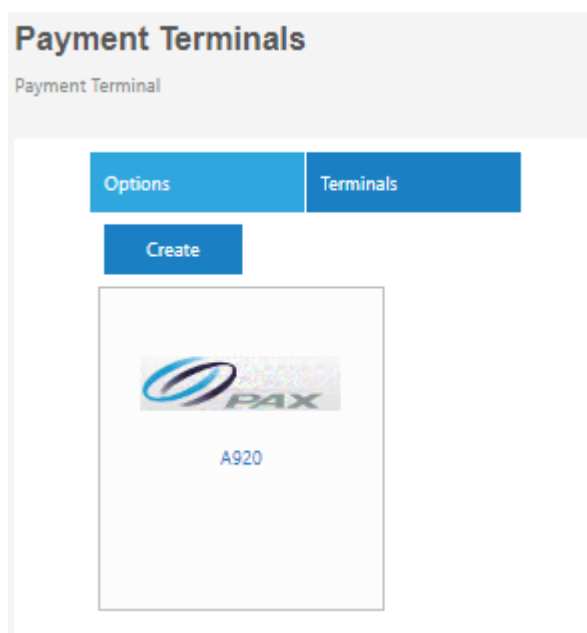 Payment Terminals
Payment Terminal
Options
Terminals
Create
PAX
A920